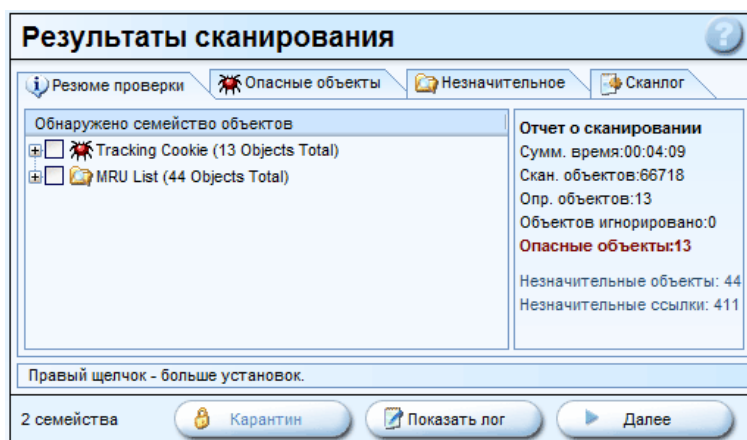 Результаты сканирования
?
Резюме проверки
Опасные объекты
Незначительное
Сканлог
Обнаружено семейство объектов
Tracking Cookie (13 Objects Total)
MRU List (44 Objects Total)
Отчет о сканировании
Сумм. время:00:04:09
Скан. объектов:66718
Опр. объектов:13
Объектов игнорировано:0
Опасные объекты:13
Незначительные объекты: 44
Незначительные ссылки: 411
Правый щелчок - больше установок.
2 семейства
Карантин
Показать лог
Далее